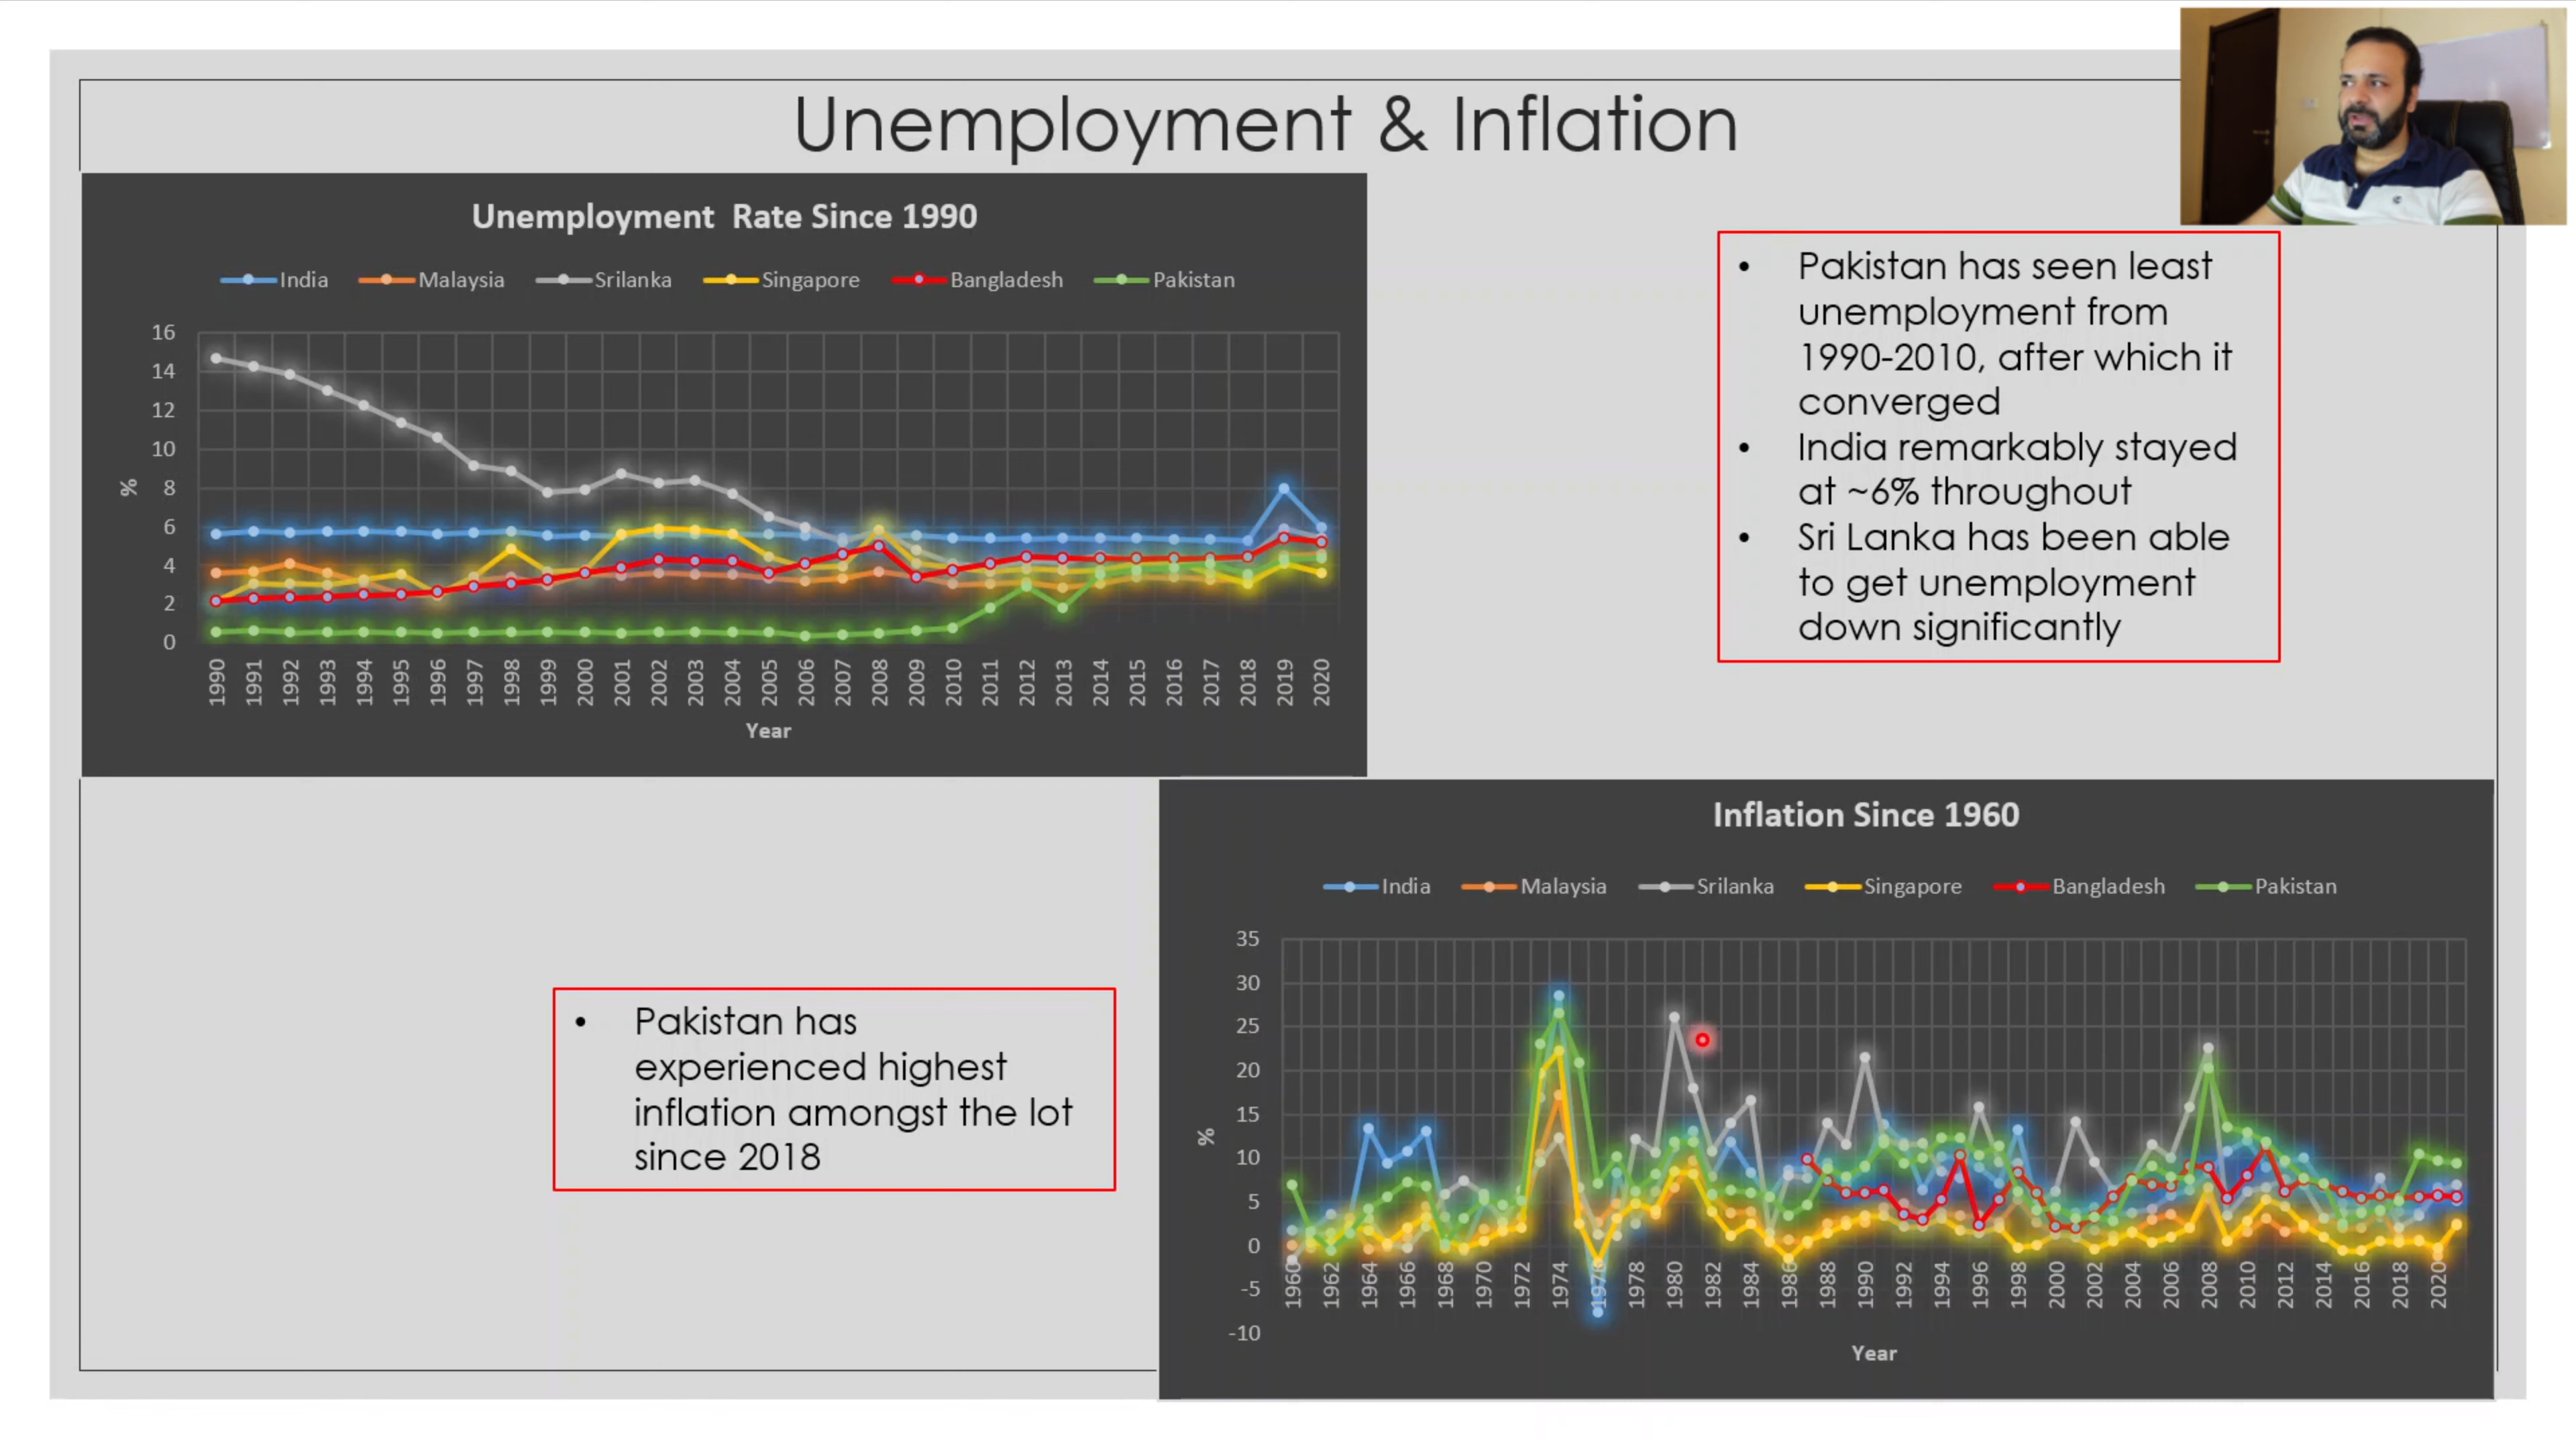 Unemployment & Inflation
Unemployment Rate Since 1990
India Malaysia Srilanka Singapore Bangladesh Pakistan
16
14
12
10
8
6
4
2
0
%
1990 1991 1992 1993 1994 1995 1996 1997 1998 1999 2000 2001 2002 2003 2004 2005 2006 2007 2008 2009 2010 2011 2012 2013 2014 2015 2016 2017 2018 2019 2020
Year
• Pakistan has seen least
unemployment from
1990-2010, after which it
converged
• India remarkably stayed
at ~6% throughout
• Sri Lanka has been able
to get unemployment
down significantly
• Pakistan has
experienced highest
inflation amongst the lot
since 2018
Inflation Since 1960
India Malaysia Srilanka Singapore Bangladesh Pakistan
35
30
25
20
15
10
5
0
-5
-10
%
1960 1962 1964 1966 1968 1970 1972 1974 1976 1978 1980 1982 1984 1986 1988 1990 1992 1994 1996 1998 2000 2002 2004 2006 2008 2010 2012 2014 2016 2018 2020
Year